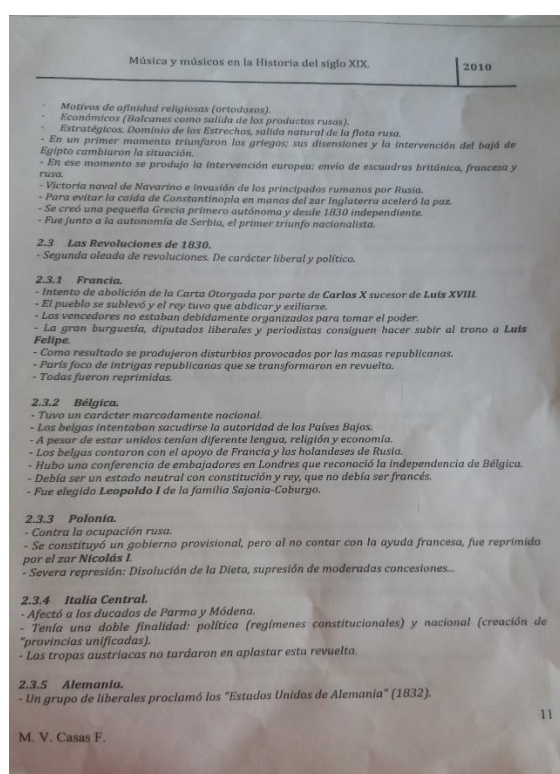 Música y músicos en la Historia del siglo XIX.
2010
· Motivos de afinidad religiosas (ortodoxos).
· Económicos (Balcanes como salida de los productos rusos).
· Estratégicos. Dominio de los Estrechos, salida natural de la flota rusa.
- En un primer momento triunfaron los griegos; sus disensiones y la intervención del bajá de
Egipto cambiaron la situación.
- En ese momento se produjo la intervención europea: envío de escuadras británica, francesa y
rusa.
- Victoria naval de Navarino e invasión de los principados rumanos por Rusia.
- Para evitar la caída de Constantinopla en manos del zar Inglaterra aceleró la paz.
- Se creó una pequeña Grecia primero autónoma y desde 1830 independiente.
- Fue junto a la autonomía de Serbia, el primer triunfo nacionalista.
2.3 Las Revoluciones de 1830.
- Segunda oleada de revoluciones. De carácter liberal y político.
2.3.1 Francia.
- Intento de abolición de la Carta Otorgada por parte de Carlos X sucesor de Luis XVIII.
- El pueblo se sublevó y el rey tuvo que abdicar y exiliarse.
- Los vencedores no estaban debidamente organizados para tomar el poder.
- La gran burguesía, diputados liberales y periodistas consiguen hacer subir al trono a Luis
Felipe.
- Como resultado se produjeron disturbios provocados por las masas republicanas.
- París foco de intrigas republicanas que se transformaron en revuelta.
- Todas fueron reprimidas.
2.3.2 Bélgica.
- Tuvo un carácter marcadamente nacional.
- Los belgas intentaban sacudirse la autoridad de los Países Bajos.
- A pesar de estar unidos tenían diferente lengua, religión y economía.
- Los belgas contaron con el apoyo de Francia y los holandeses de Rusia.
- Hubo una conferencia de embajadores en Londres que reconoció la independencia de Bélgica.
- Debía ser un estado neutral con constitución y rey, que no debía ser francés.
- Fue elegido Leopoldo I de la familia Sajonia-Coburgo.
2.3.3 Polonia.
- Contra la ocupación rusa.
- Se constituyó un gobierno provisional, pero al no contar con la ayuda francesa, fue reprimido
por el zar Nicolás I.
- Severa represión: Disolución de la Dieta, supresión de moderadas concesiones...
2.3.4 Italia Central.
- Afectó a los ducados de Parma y Módena.
- Tenía una doble finalidad: política (regímenes constitucionales) y nacional (creación de
"provincias unificadas).
- Las tropas austriacas no tardaron en aplastar esta revuelta.
2.3.5 Alemania.
- Un grupo de liberales proclamó los "Estados Unidos de Alemania" (1832).
11
M. V. Casas F.